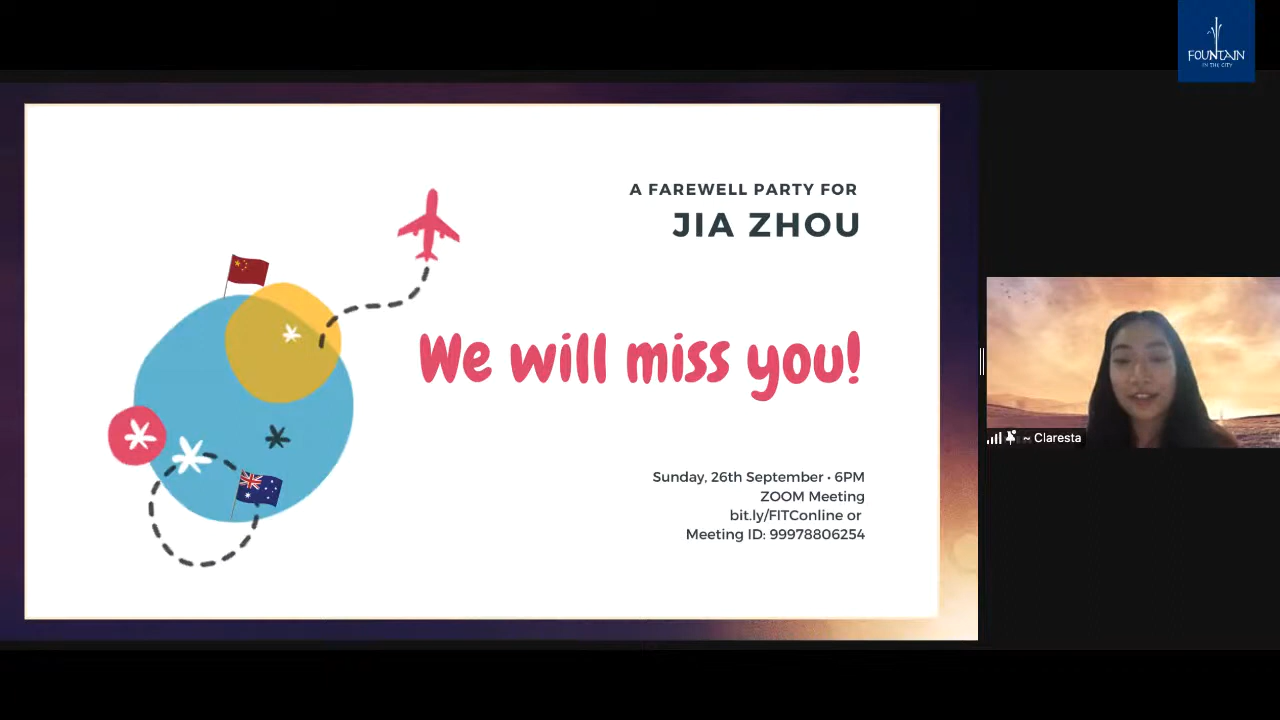 FOUNTAIN
IN THE CITY
A FAREWELL PARTY FOR
JIA ZHOU
We will miss you!
Sunday, 26th September • 6PM
ZOOM Meeting
bit.ly/FITConline or
Meeting ID: 99978806254
~ Claresta